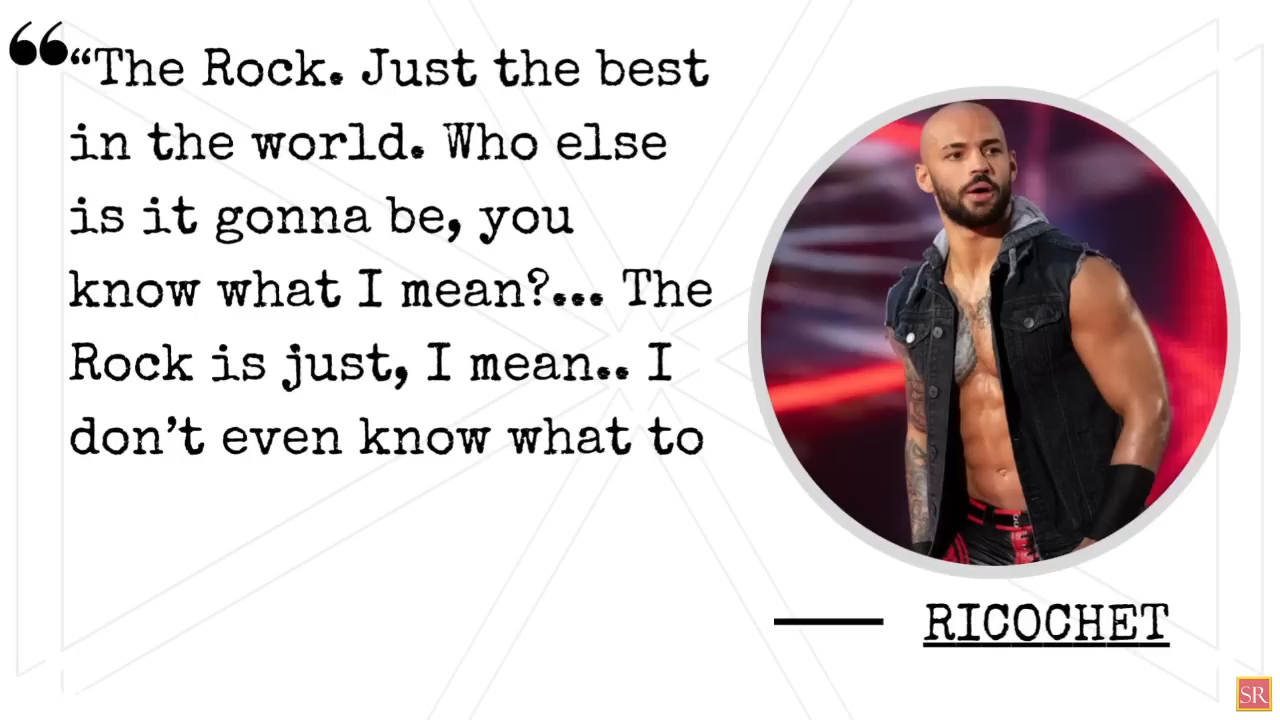 “The Rock. Just the best
in the world. Who else
is it gonna be, you
know what I mean?... The
Rock is just, I mean.. I
don’t even know what to
RICOCHET
SR